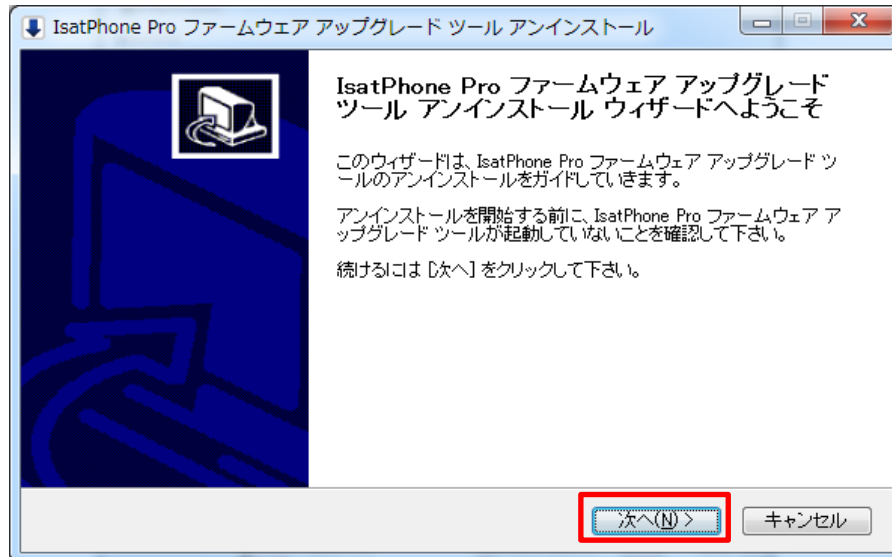 IsatPhone Pro ファームウェア アップグレード ツール アンインストール
IsatPhone Pro ファームウェア アップグレード
ツール アンインストール ウィザードへようこそ
このウィザードは、IsatPhone Pro ファームウェア アップグレード ツ
ールのアンインストールをガイドしていきます。
アンインストールを開始する前に、IsatPhone Pro ファームウェア ア
ップグレード ツールが起動していないことを確認して下さい。
続けるには [次へ] をクリックして下さい。
次へ(N) >
キャンセル